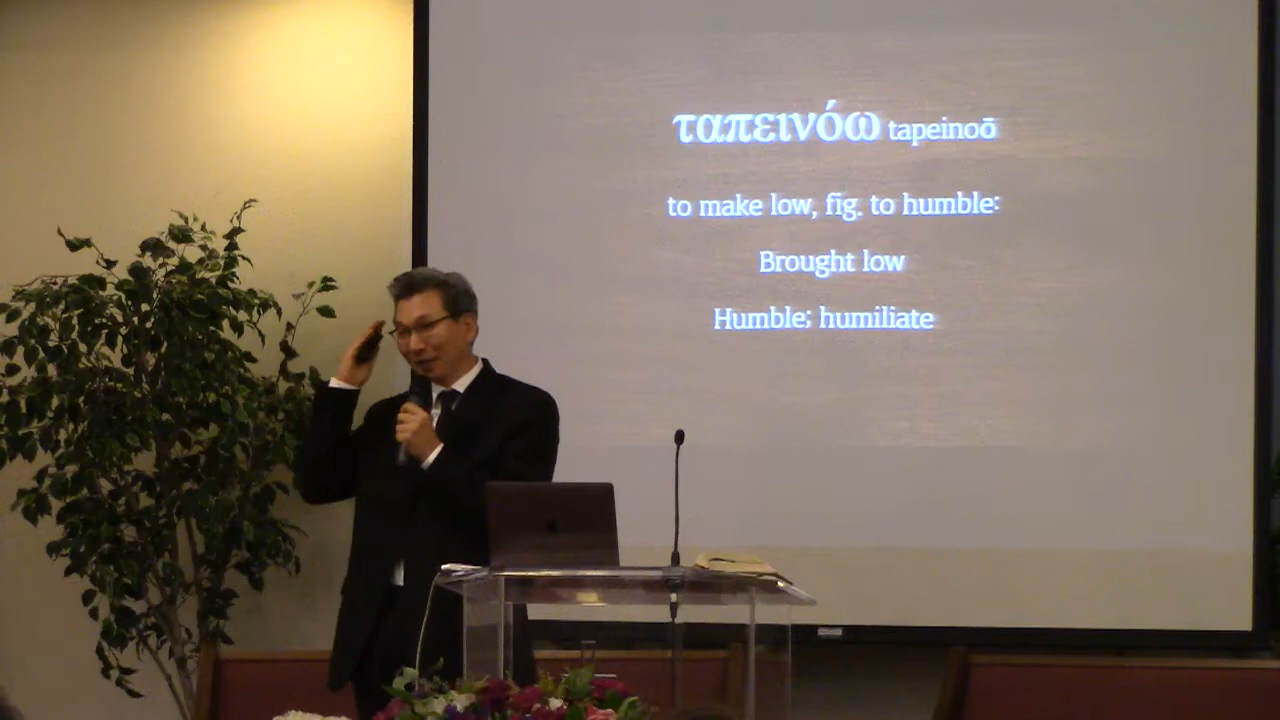 ταπεινόω tapeinoō
to make low, fig. to humble:
Brought low
Humble; humiliate